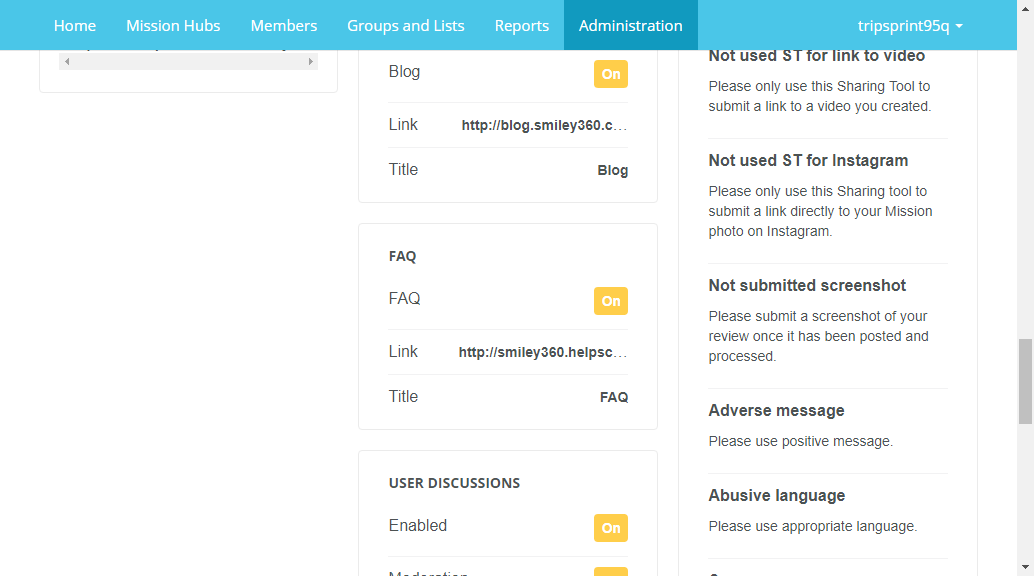 Home Mission Hubs Members Groups and Lists Reports Administration tripsprint95q
Blog On
Link http://blog.smiley360.c...
Title Blog
FAQ
FAQ On
Link http://smiley360.helpsc...
Title FAQ
USER DISCUSSIONS
Enabled On
Moderation
Not used ST for link to video
Please only use this Sharing Tool to
submit a link to a video you created.
Not used ST for Instagram
Please only use this Sharing tool to
submit a link directly to your Mission
photo on Instagram.
Not submitted screenshot
Please submit a screenshot of your
review once it has been posted and
processed.
Adverse message
Please use positive message.
Abusive language
Please use appropriate language.